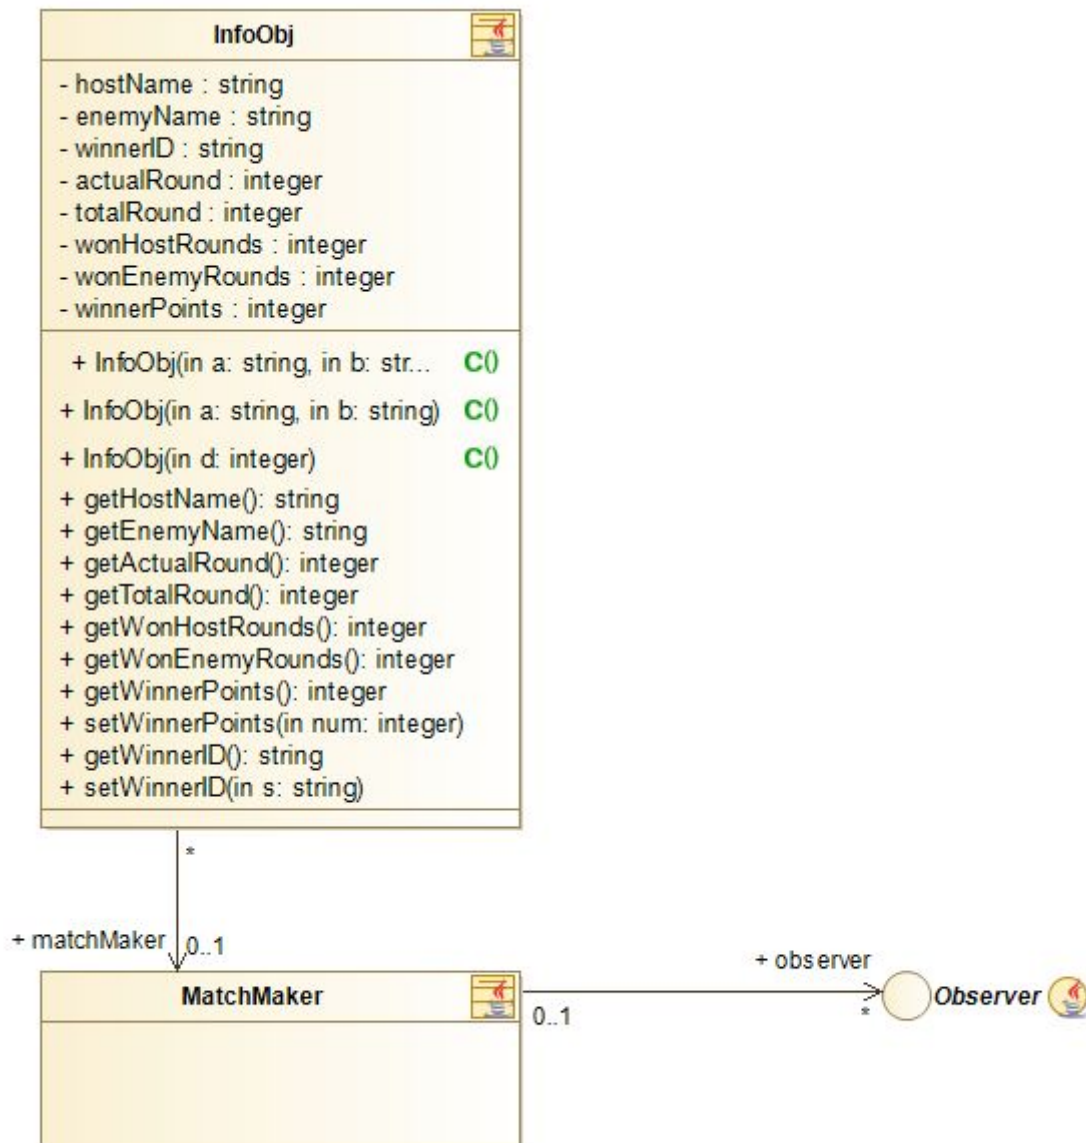 InfoObj
- hostName : string
- enemyName : string
- winnerID : string
- actualRound : integer
- totalRound : integer
- wonHostRounds : integer
- wonEnemyRounds : integer
- winnerPoints : integer
+ InfoObj(in a: string, in b: str... C()
+ InfoObj(in a: string, in b: string) C()
+ InfoObj(in d: integer) C()
+ getHostName(): string
+ getEnemyName(): string
+ getActualRound(): integer
+ getTotalRound(): integer
+ getWonHostRounds(): integer
+ getWonEnemyRounds(): integer
+ getWinnerPoints(): integer
+ setWinnerPoints(in num: integer)
+ getWinnerID(): string
+ setWinnerID(in s: string)
*
+ matchMaker 0..1
MatchMaker
+ observer
0..1 *
Observer